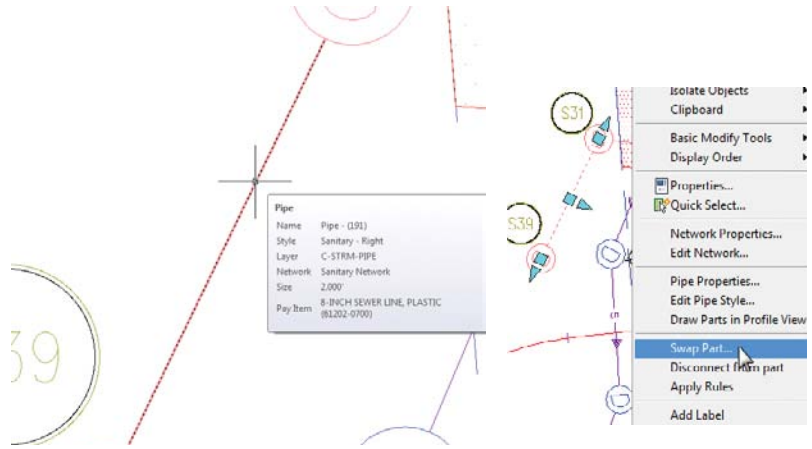 39
Pipe
Name Pipe - (191)
Style Sanitary - Right
Layer C-STRM-PIPE
Network Sanitary Network
Size 2.000'
Pay Item 8-INCH SEWER LINE, PLASTIC
(61202-0700)
S31
S39
S
Isolate Objects
Clipboard
Basic Modify Tools
Display Order
Properties...
Quick Select...
Network Properties...
Edit Network...
Pipe Properties...
Edit Pipe Style...
Draw Parts in Profile View
Swap Part...
Disconnect from part
Apply Rules
Add Label